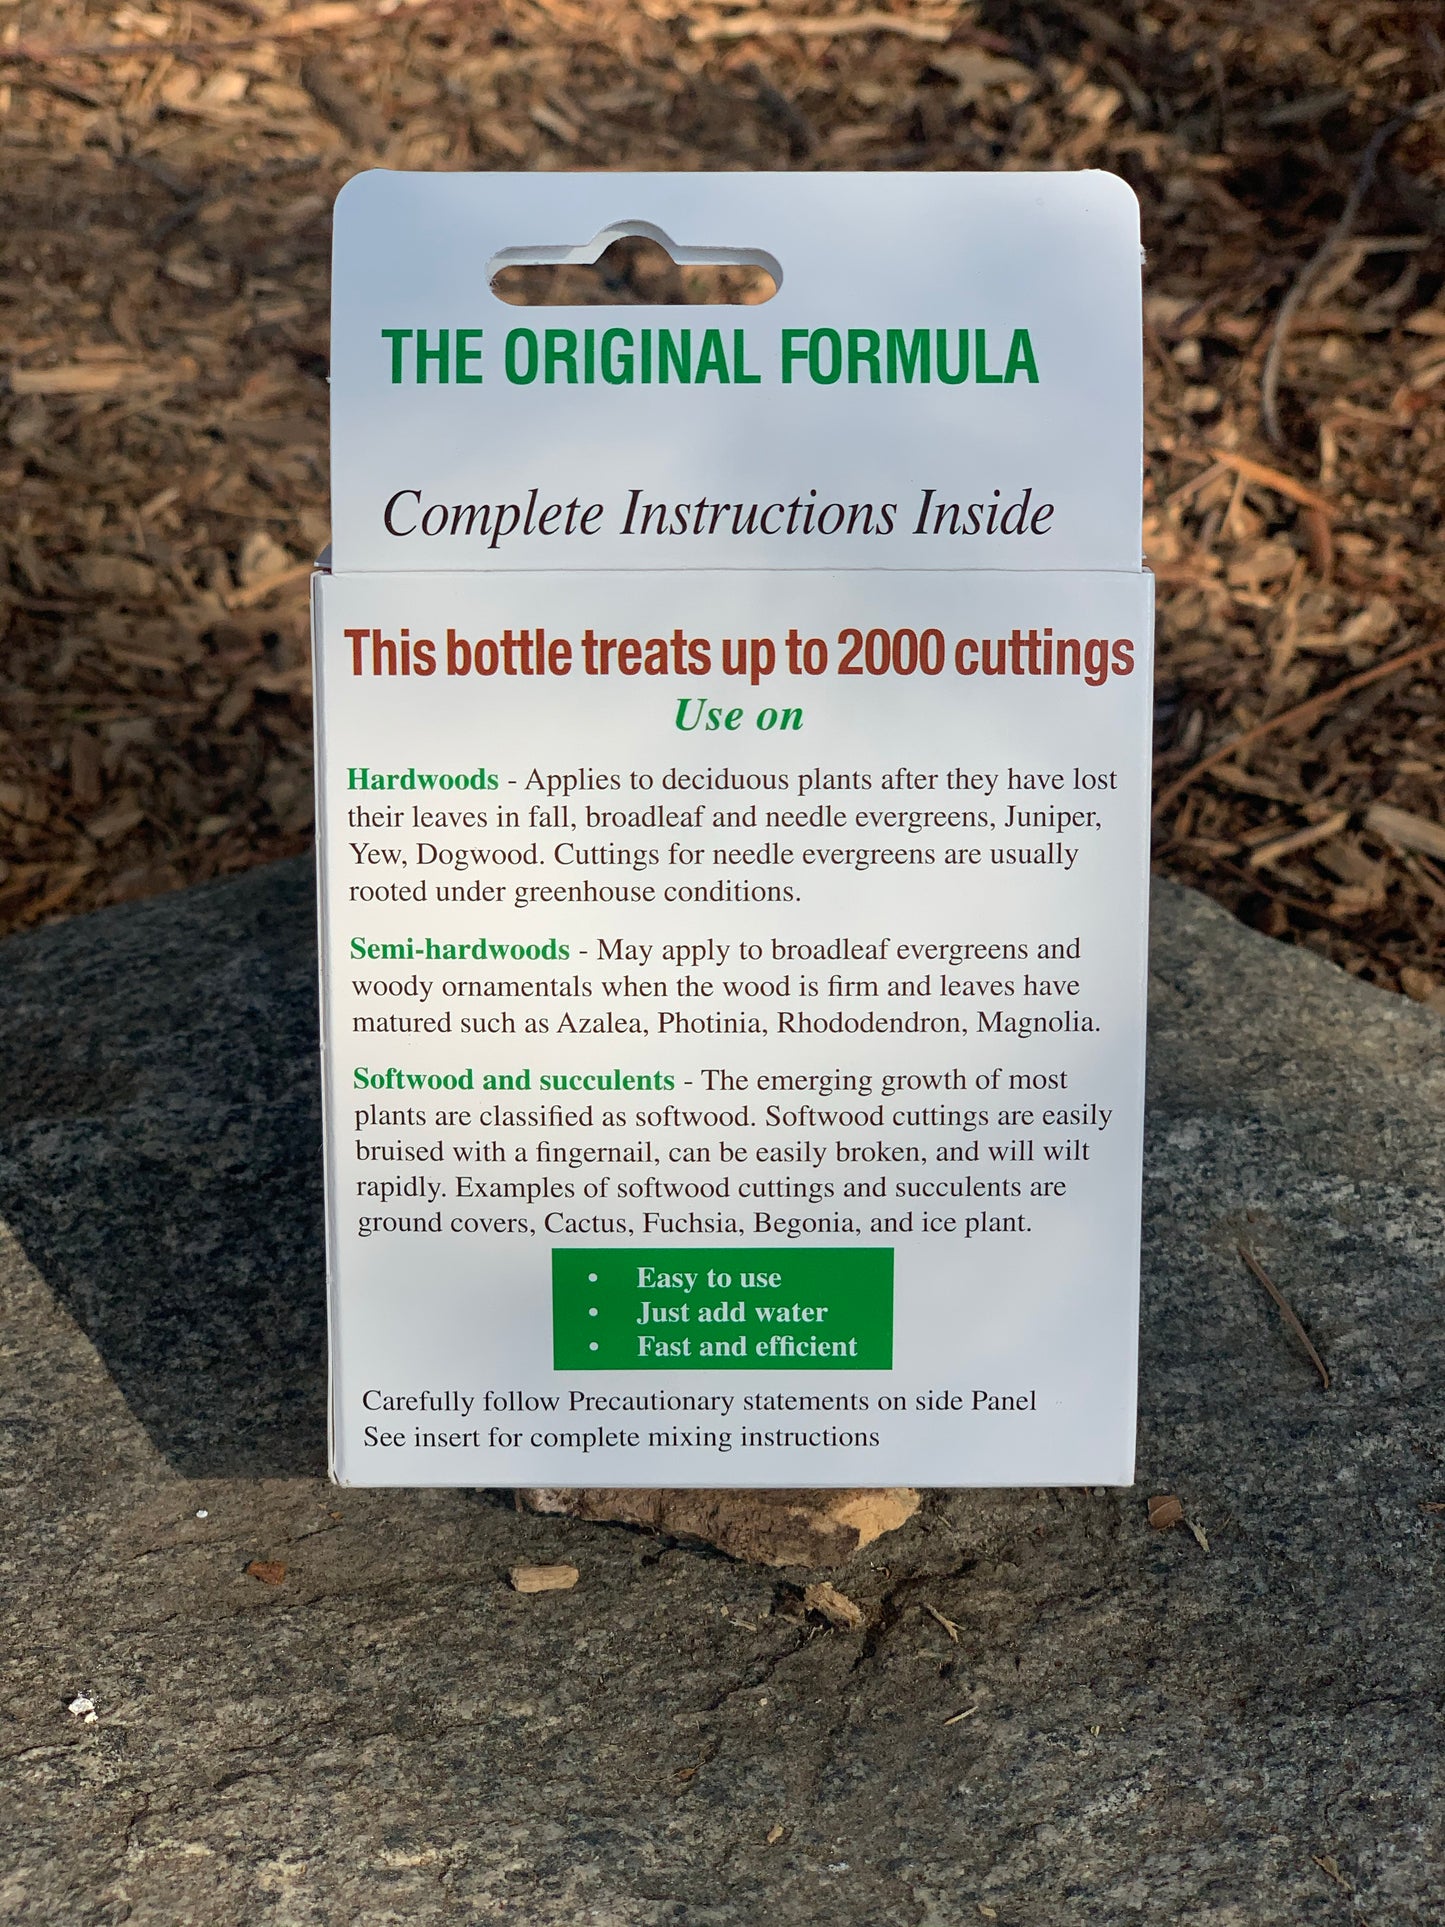 THE ORIGINAL FORMULA
Complete Instructions Inside
This bottle treats up to 2000 cuttings
Use on
Hardwoods - Applies to deciduous plants after they have lost
their leaves in fall, broadleaf and needle evergreens, Juniper,
Yew, Dogwood. Cuttings for needle evergreens are usually
rooted under greenhouse conditions.
Semi-hardwoods - May apply to broadleaf evergreens and
woody ornamentals when the wood is firm and leaves have
matured such as Azalea, Photinia, Rhododendron, Magnolia.
Softwood and succulents - The emerging growth of most
plants are classified as softwood. Softwood cuttings are easily
bruised with a fingernail, can be easily broken, and will wilt
rapidly. Examples of softwood cuttings and succulents are
ground covers, Cactus, Fuchsia, Begonia, and ice plant.
• Easy to use
• Just add water
• Fast and efficient
Carefully follow Precautionary statements on side Panel
See insert for complete mixing instructions